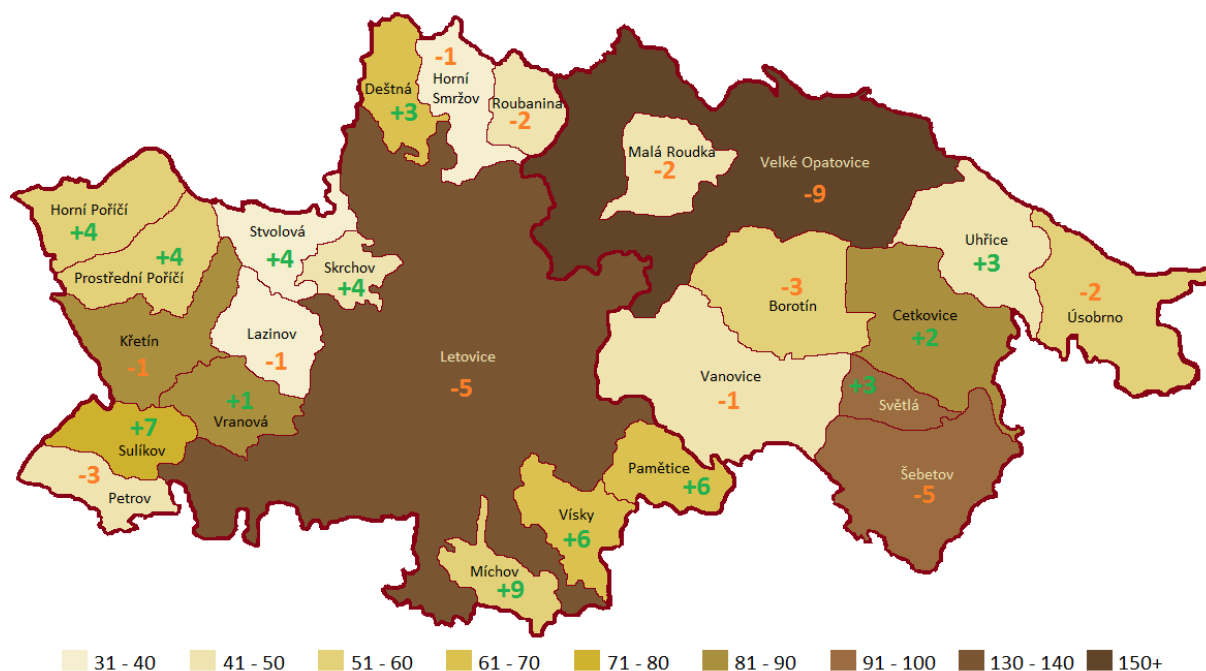 Deštná
+3
-1
Horní
Smržov
Roubanina
-2
Malá Roudka
-2
Velké Opatovice
-9
Horní Poříčí
+4
+4
Prostřední Poříčí
Stvolová
+4
Skrchov
+4
Uhřice
+3
-2
Úsobrno
-3
Borotín
Cetkovice
+2
Křetín
-1
Lazinov
-1
Letovice
-5
Vanovice
-1
+3
Světlá
+1
Vranová
+7
Sulíkov
-3
Petrov
Pamětice
+6
Šebetov
-5
Vísky
+6
Míchov
+9
31 - 40
41 - 50
51 - 60
61 - 70
71 - 80
81 - 90
91 - 100
130 - 140
150+